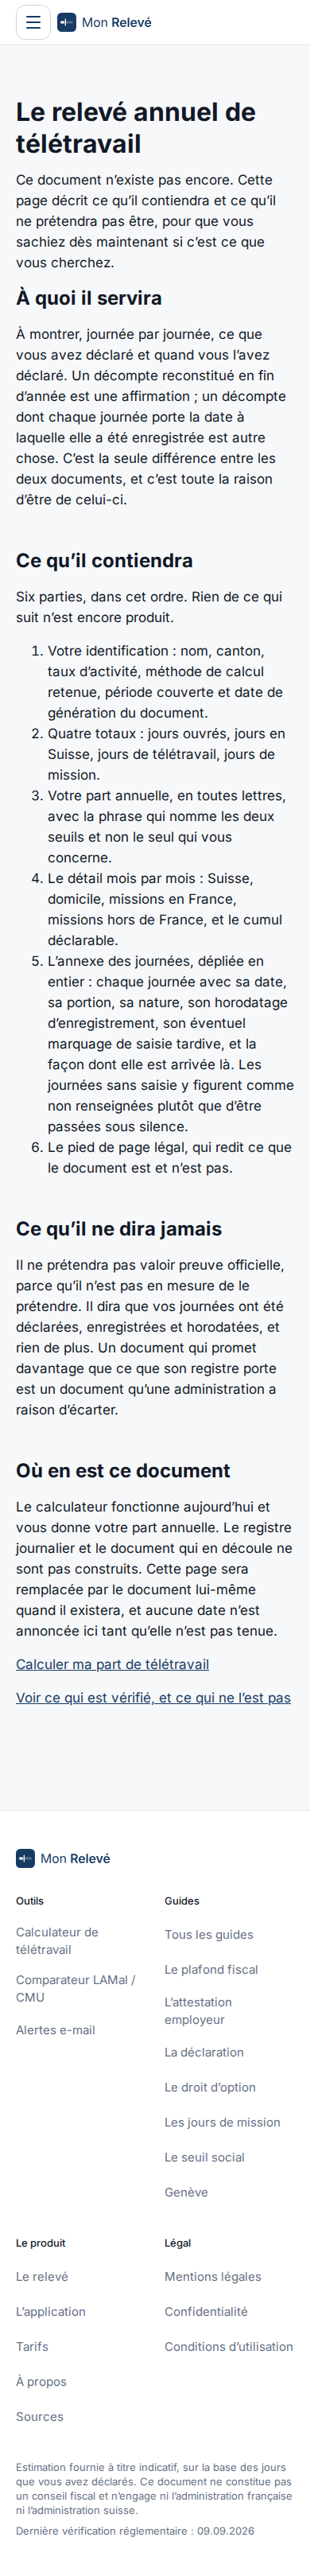 Mon Relevé
Le relevé annuel de
télétravail
Ce document n’existe pas encore. Cette
page décrit ce qu’il contiendra et ce qu’il
ne prétendra pas être, pour que vous
sachiez dès maintenant si c’est ce que
vous cherchez.
À quoi il servira
À montrer, journée par journée, ce que
vous avez déclaré et quand vous l’avez
déclaré. Un décompte reconstitué en fin
d’année est une affirmation ; un décompte
dont chaque journée porte la date à
laquelle elle a été enregistrée est autre
chose. C’est la seule différence entre les
deux documents, et c’est toute la raison
d’être de celui-ci.
Ce qu’il contiendra
Six parties, dans cet ordre. Rien de ce qui
suit n’est encore produit.
1. Votre identification : nom, canton,
taux d’activité, méthode de calcul
retenue, période couverte et date de
génération du document.
2. Quatre totaux : jours ouvrés, jours en
Suisse, jours de télétravail, jours de
mission.
3. Votre part annuelle, en toutes lettres,
avec la phrase qui nomme les deux
seuils et non le seul qui vous
concerne.
4. Le détail mois par mois : Suisse,
domicile, missions en France,
missions hors de France, et le cumul
déclarable.
5. L’annexe des journées, dépliée en
entier : chaque journée avec sa date,
sa portion, sa nature, son horodatage
d’enregistrement, son éventuel
marquage de saisie tardive, et la
façon dont elle est arrivée là. Les
journées sans saisie y figurent comme
non renseignées plutôt que d’être
passées sous silence.
6. Le pied de page légal, qui redit ce que
le document est et n’est pas.
Ce qu’il ne dira jamais
Il ne prétendra pas valoir preuve officielle,
parce qu’il n’est pas en mesure de le
prétendre. Il dira que vos journées ont été
déclarées, enregistrées et horodatées, et
rien de plus. Un document qui promet
davantage que ce que son registre porte
est un document qu’une administration a
raison d’écarter.
Où en est ce document
Le calculateur fonctionne aujourd’hui et
vous donne votre part annuelle. Le registre
journalier et le document qui en découle ne
sont pas construits. Cette page sera
remplacée par le document lui-même
quand il existera, et aucune date n’est
annoncée ici tant qu’elle n’est pas tenue.
Calculer ma part de télétravail
Voir ce qui est vérifié, et ce qui ne l’est pas
Mon Relevé
Outils
Calculateur de
télétravail
Comparateur LAMal /
CMU
Alertes e-mail
Guides
Tous les guides
Le plafond fiscal
L’attestation
employeur
La déclaration
Le droit d’option
Les jours de mission
Le seuil social
Genève
Le produit
Le relevé
L’application
Tarifs
À propos
Sources
Légal
Mentions légales
Confidentialité
Conditions d’utilisation
Estimation fournie à titre indicatif, sur la base des jours
que vous avez déclarés. Ce document ne constitue pas
un conseil fiscal et n’engage ni l’administration française
ni l’administration suisse.
Dernière vérification réglementaire : 09.09.2026